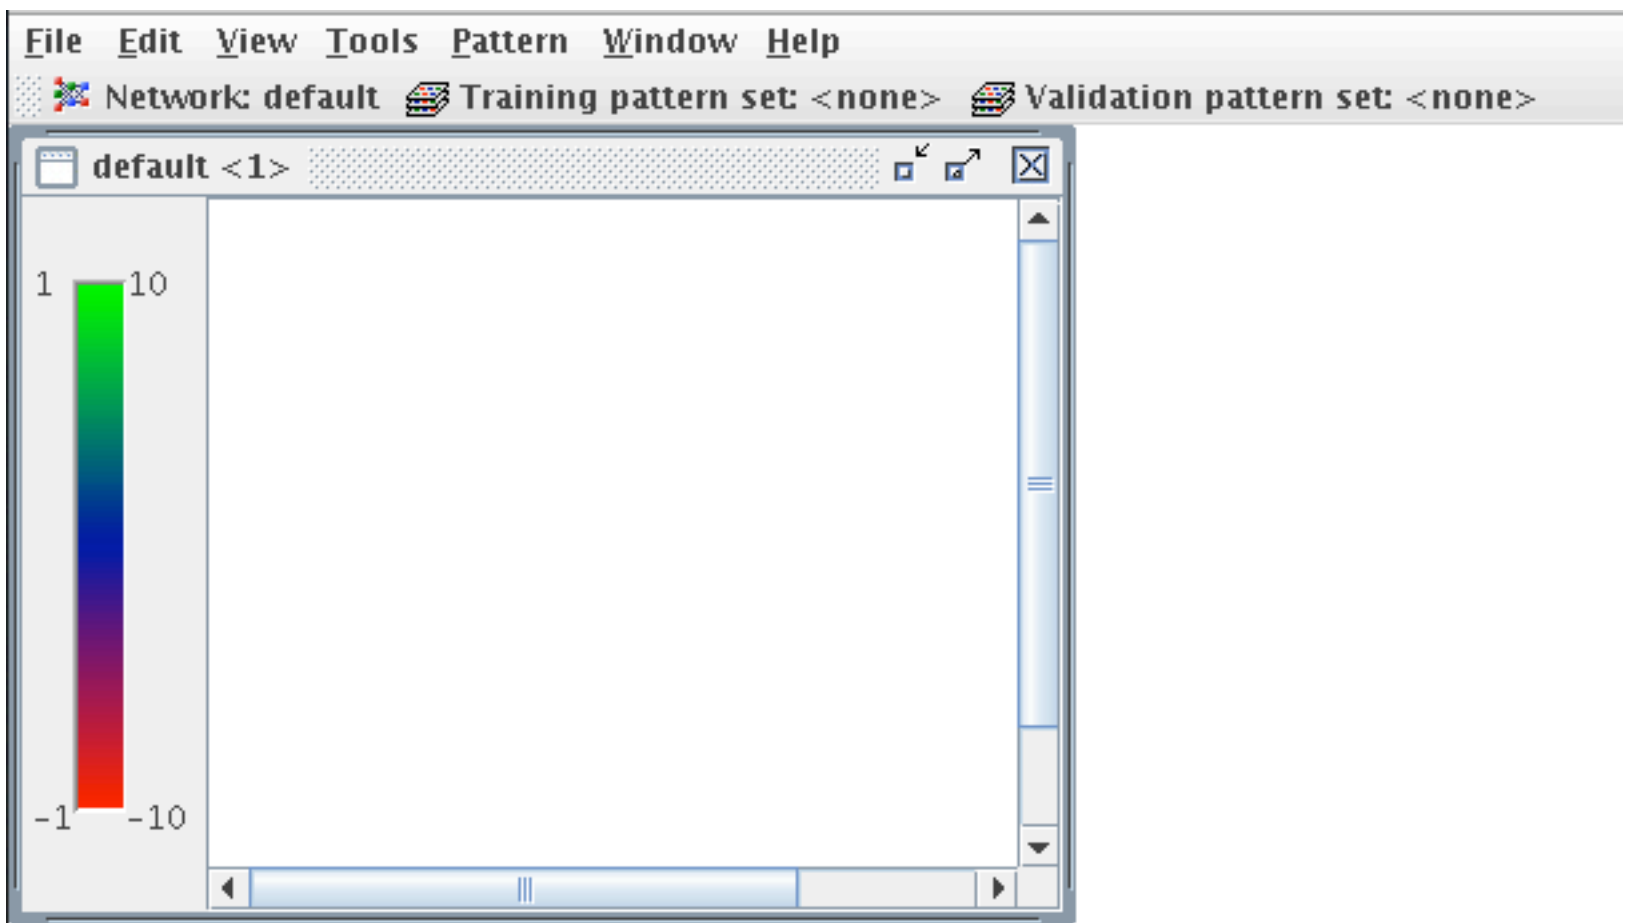 File Edit View Tools Pattern Window Help
Network: default Training pattern set: <none> Validation pattern set: <none>
default <1>
1 10
-1 -10